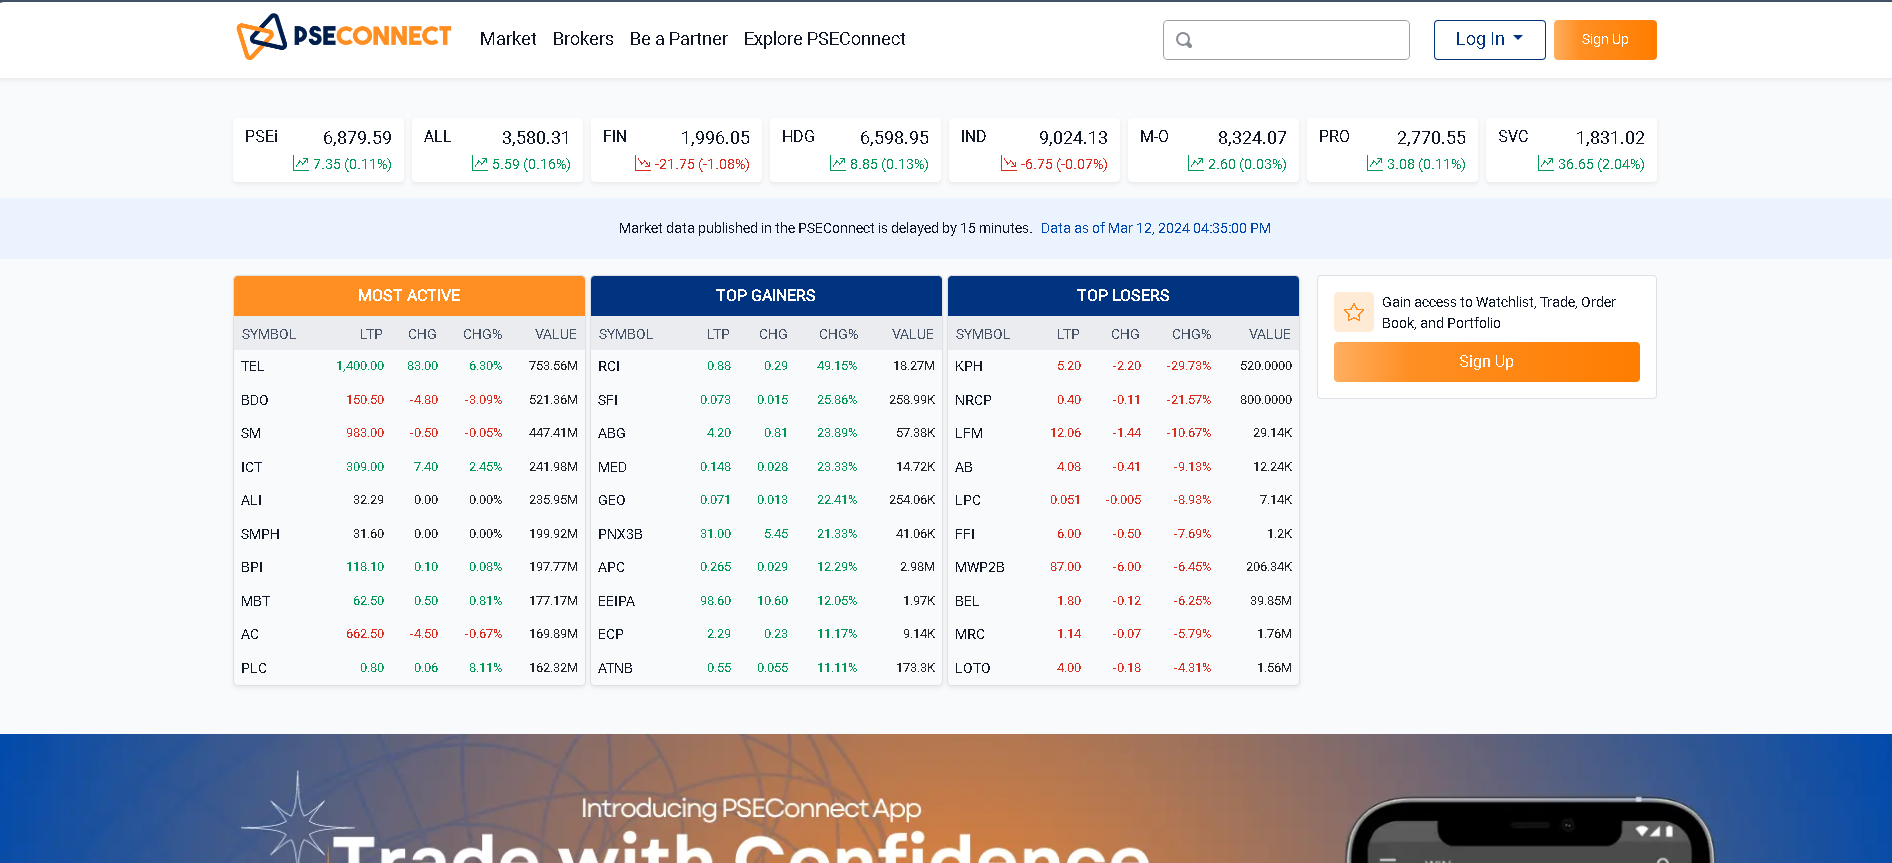 PSECONNECT Market Brokers Be a Partner Explore PSEConnect Log In Sign Up
PSEi 6,879.59 ALL 3,580.31 FIN 1,996.05 HDG 6,598.95 IND 9,024.13 M-O 8,324.07 PRO 2,770.55 SVC 1,831.02
7.35 (0.11%) 5.59 (0.16%) -21.75 (-1.08%) 8.85 (0.13%) -6.75 (-0.07%) 2.60 (0.03%) 3.08 (0.11%) 36.65 (2.04%)
Market data published in the PSEConnect is delayed by 15 minutes. Data as of Mar 12, 2024 04:35:00 PM
MOST ACTIVE
SYMBOL LTP CHG CHG% VALUE
TEL 1,400.00 83.00 6.30% 753.56M
BDO 150.50 -4.80 -3.09% 521.36M
SM 983.00 -0.50 -0.05% 447.41M
ICT 309.00 7.40 2.45% 241.98M
ALI 32.29 0.00 0.00% 235.95M
SMPH 31.60 0.00 0.00% 199.92M
BPI 118.10 0.10 0.08% 197.77M
MBT 62.50 0.50 0.81% 177.17M
AC 662.50 -4.50 -0.67% 169.89M
PLC 0.80 0.06 8.11% 162.32M
TOP GAINERS
SYMBOL LTP CHG CHG% VALUE
RCI 0.88 0.29 49.15% 18.27M
SFI 0.073 0.015 25.86% 258.99K
ABG 4.20 0.81 23.89% 57.38K
MED 0.148 0.028 23.33% 14.72K
GEO 0.071 0.013 22.41% 254.06K
PNX3B 31.00 5.45 21.33% 41.06K
APC 0.265 0.029 12.29% 2.98M
EEIPA 98.60 10.60 12.05% 1.97K
ECP 2.29 0.23 11.17% 9.14K
ATNB 0.55 0.055 11.11% 173.3K
TOP LOSERS
SYMBOL LTP CHG CHG% VALUE
KPH 5.20 -2.20 -29.73% 520.0000
NRCP 0.40 -0.11 -21.57% 800.0000
LFM 12.06 -1.44 -10.67% 29.14K
AB 4.08 -0.41 -9.13% 12.24K
LPC 0.051 -0.005 -8.93% 7.14K
FFI 6.00 -0.50 -7.69% 1.2K
MWP2B 87.00 -6.00 -6.45% 206.34K
BEL 1.80 -0.12 -6.25% 39.85M
MRC 1.14 -0.07 -5.79% 1.76M
LOTO 4.00 -0.18 -4.31% 1.56M
Gain access to Watchlist, Trade, Order
Book, and Portfolio
Sign Up
Introducing PSEConnect App
Trade with Confidence